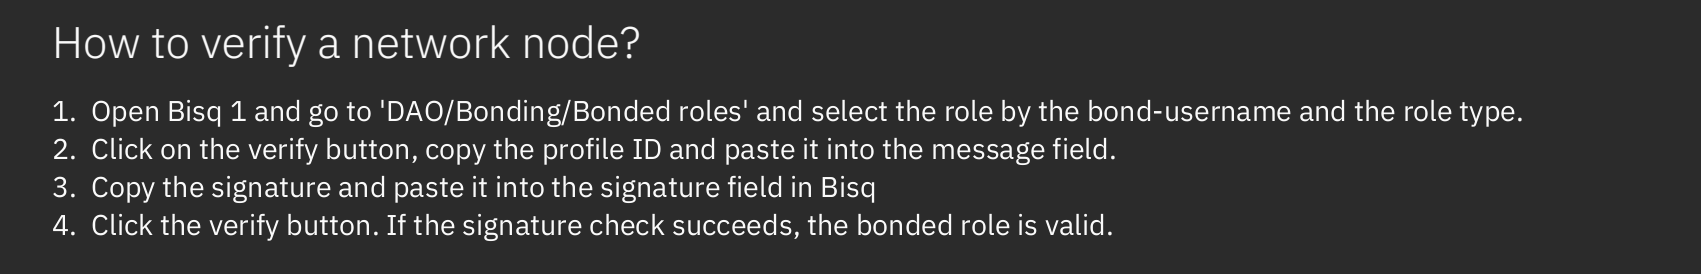 How to verify a network node?
1. Open Bisq 1 and go to 'DAO/Bonding/Bonded roles' and select the role by the bond-username and the role type.
2. Click on the verify button, copy the profile ID and paste it into the message field.
3. Copy the signature and paste it into the signature field in Bisq
4. Click the verify button. If the signature check succeeds, the bonded role is valid.